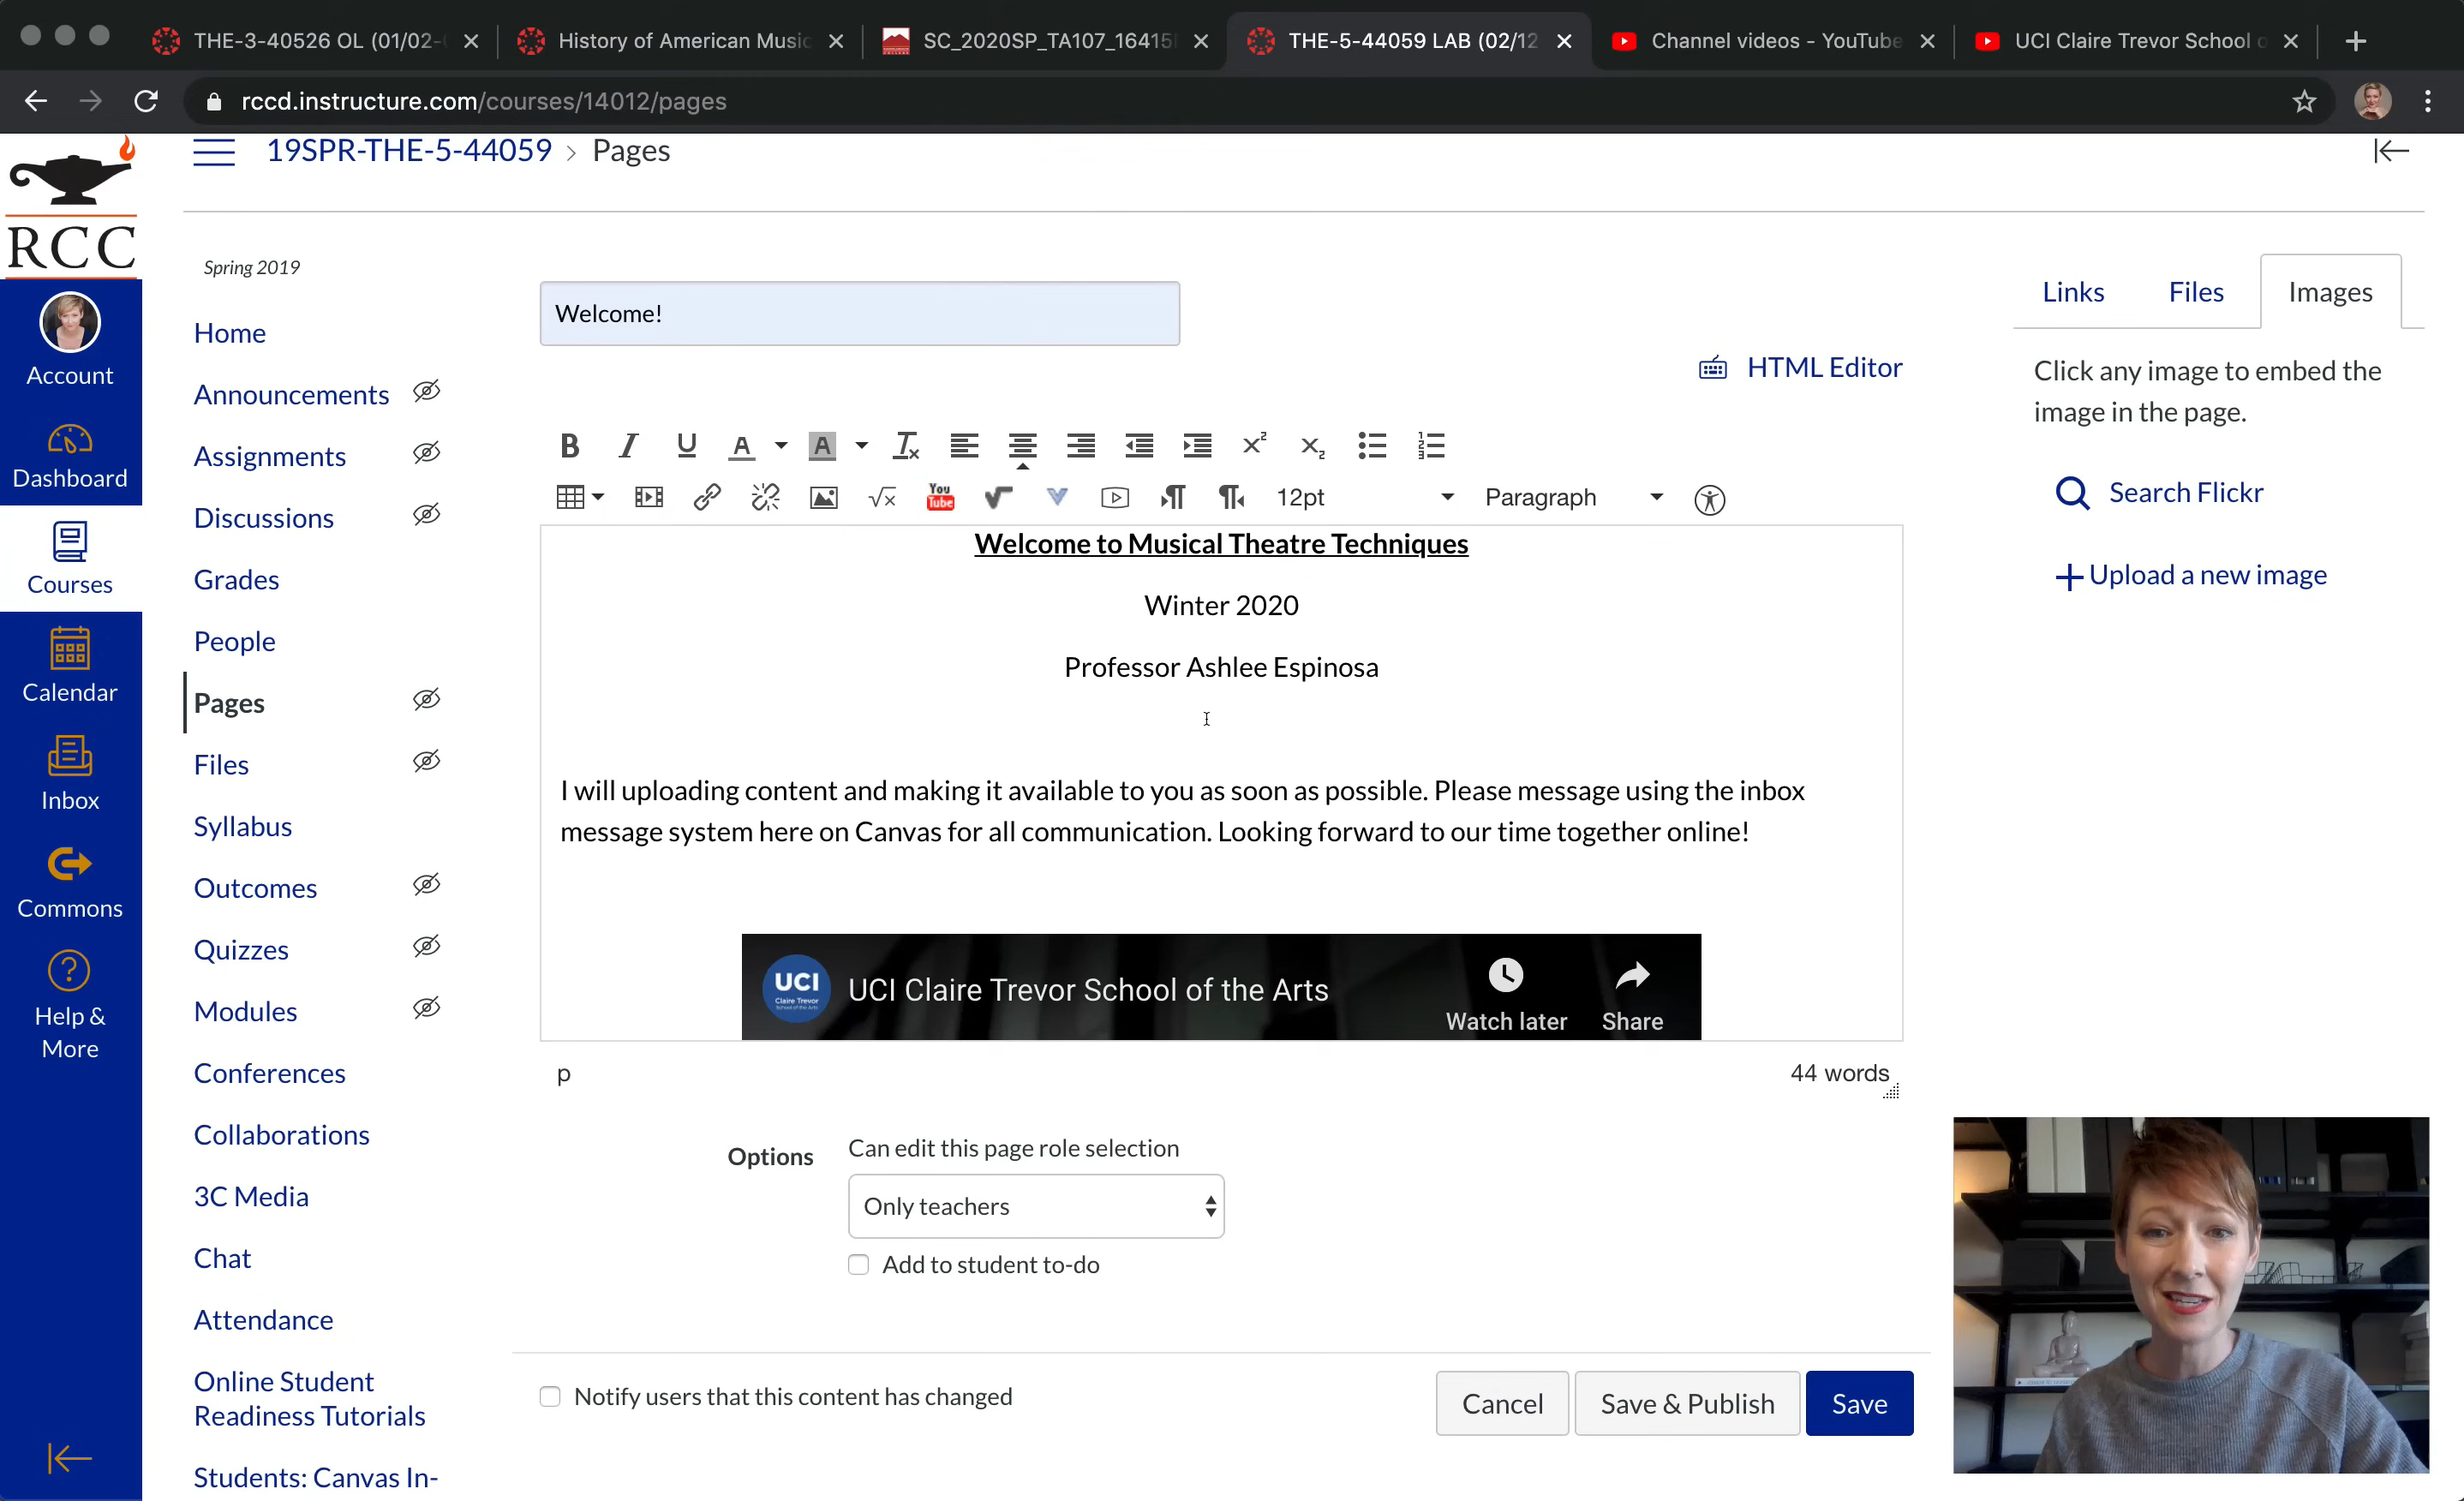 THE-3-40526 OL (01/02-
History of American Music
SC_2020SP_TA107_16415
THE-5-44059 LAB (02/12
Channel videos - YouTube
UCI Claire Trevor School o
rccd.instructure.com/courses/14012/pages
RCC
Account
Dashboard
Courses
Calendar
Inbox
Commons
Help &
More
19SPR-THE-5-44059 > Pages
Spring 2019
Home
Announcements
Assignments
Discussions
Grades
People
Pages
Files
Syllabus
Outcomes
Quizzes
Modules
Conferences
Collaborations
3C Media
Chat
Attendance
Online Student
Readiness Tutorials
Students: Canvas In-
Welcome!
HTML Editor
You
Tube
12pt
Paragraph
Welcome to Musical Theatre Techniques
Winter 2020
Professor Ashlee Espinosa
I will uploading content and making it available to you as soon as possible. Please message using the inbox
message system here on Canvas for all communication. Looking forward to our time together online!
UCI
Claire Trevor
School of the Arts
UCI Claire Trevor School of the Arts
Watch later
Share
p
44 words
Options
Can edit this page role selection
Only teachers
Add to student to-do
Notify users that this content has changed
Cancel
Save & Publish
Save
Links
Files
Images
Click any image to embed the
image in the page.
Search Flickr
Upload a new image